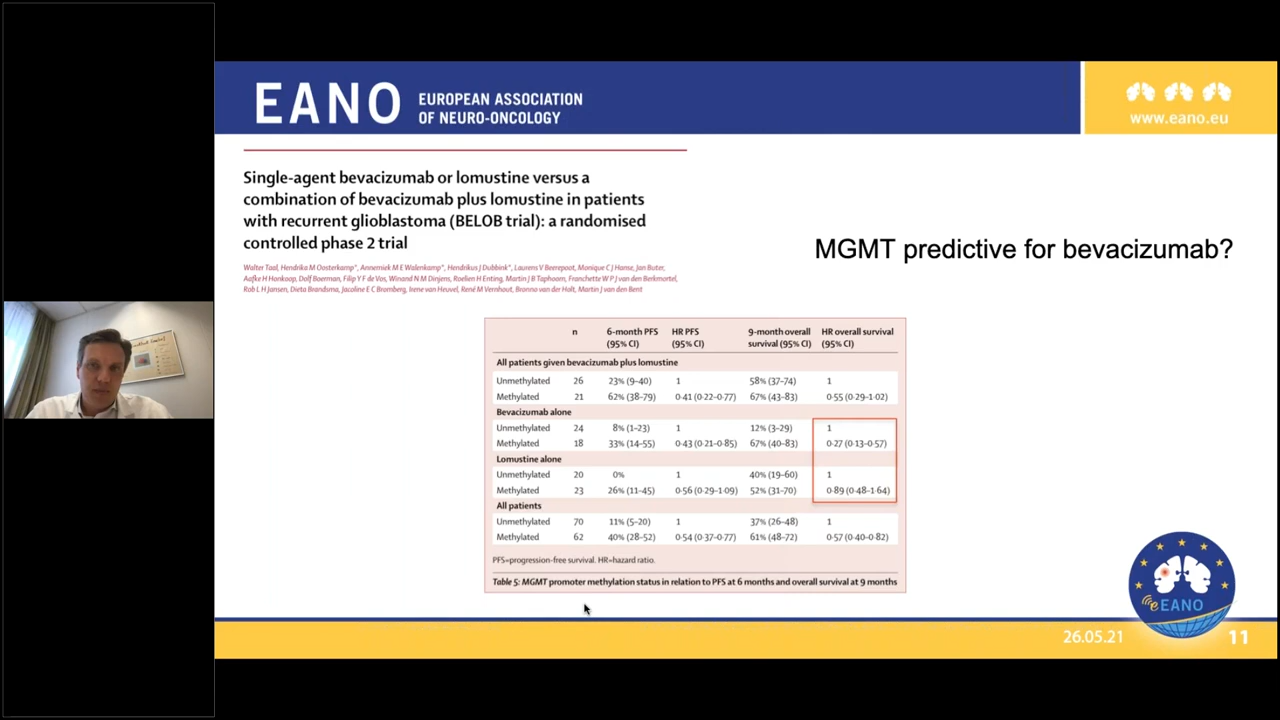 EANO
EUROPEAN ASSOCIATION
OF NEURO-ONCOLOGY
www.eano.eu
Single-agent bevacizumab or lomustine versus a
combination of bevacizumab plus lomustine in patients
with recurrent glioblastoma (BELOB trial): a randomised
controlled phase 2 trial
Walter Taal, Hendrika M Oosterkamp*, Annemiek M E Walenkamp*, Hendrikus J Dubbink*, Laurens V Beerepoot, Monique C J Hanse, Jan Buter,
Aafke H Honkoop, Dolf Boerman, Filip Y F de Vos, Winand N M Dinjens, Roelien H Enting, Martin J B Taphoorn, Franchette W P J van den Berkmortel,
Rob L H Jansen, Dieta Brandsma, Jacoline E C Bromberg, Irene van Heuvel, René M Vernhout, Bronno van der Holt, Martin J van den Bent
MGMT predictive for bevacizumab?
n 6-month PFS HR PFS 9-month overall HR overall survival
(95% CI) (95% CI) survival (95% CI) (95% CI)
All patients given bevacizumab plus lomustine
Unmethylated 26 23% (9–40) 1 58% (37–74) 1
Methylated 21 62% (38–79) 0·41 (0·22–0·77) 67% (43–83) 0·55 (0·29–1·02)
Bevacizumab alone
Unmethylated 24 8% (1–23) 1 12% (3–29) 1
Methylated 18 33% (14–55) 0·43 (0·21–0·85) 67% (40–83) 0·27 (0·13–0·57)
Lomustine alone
Unmethylated 20 0% 1 40% (19–60) 1
Methylated 23 26% (11–45) 0·56 (0·29–1·09) 52% (31–70) 0·89 (0·48–1·64)
All patients
Unmethylated 70 11% (5–20) 1 37% (26–48) 1
Methylated 62 40% (28–52) 0·54 (0·37–0·77) 61% (48–72) 0·57 (0·40–0·82)
PFS=progression-free survival. HR=hazard ratio.
Table 5: MGMT promoter methylation status in relation to PFS at 6 months and overall survival at 9 months
eEANO
26.05.21
11